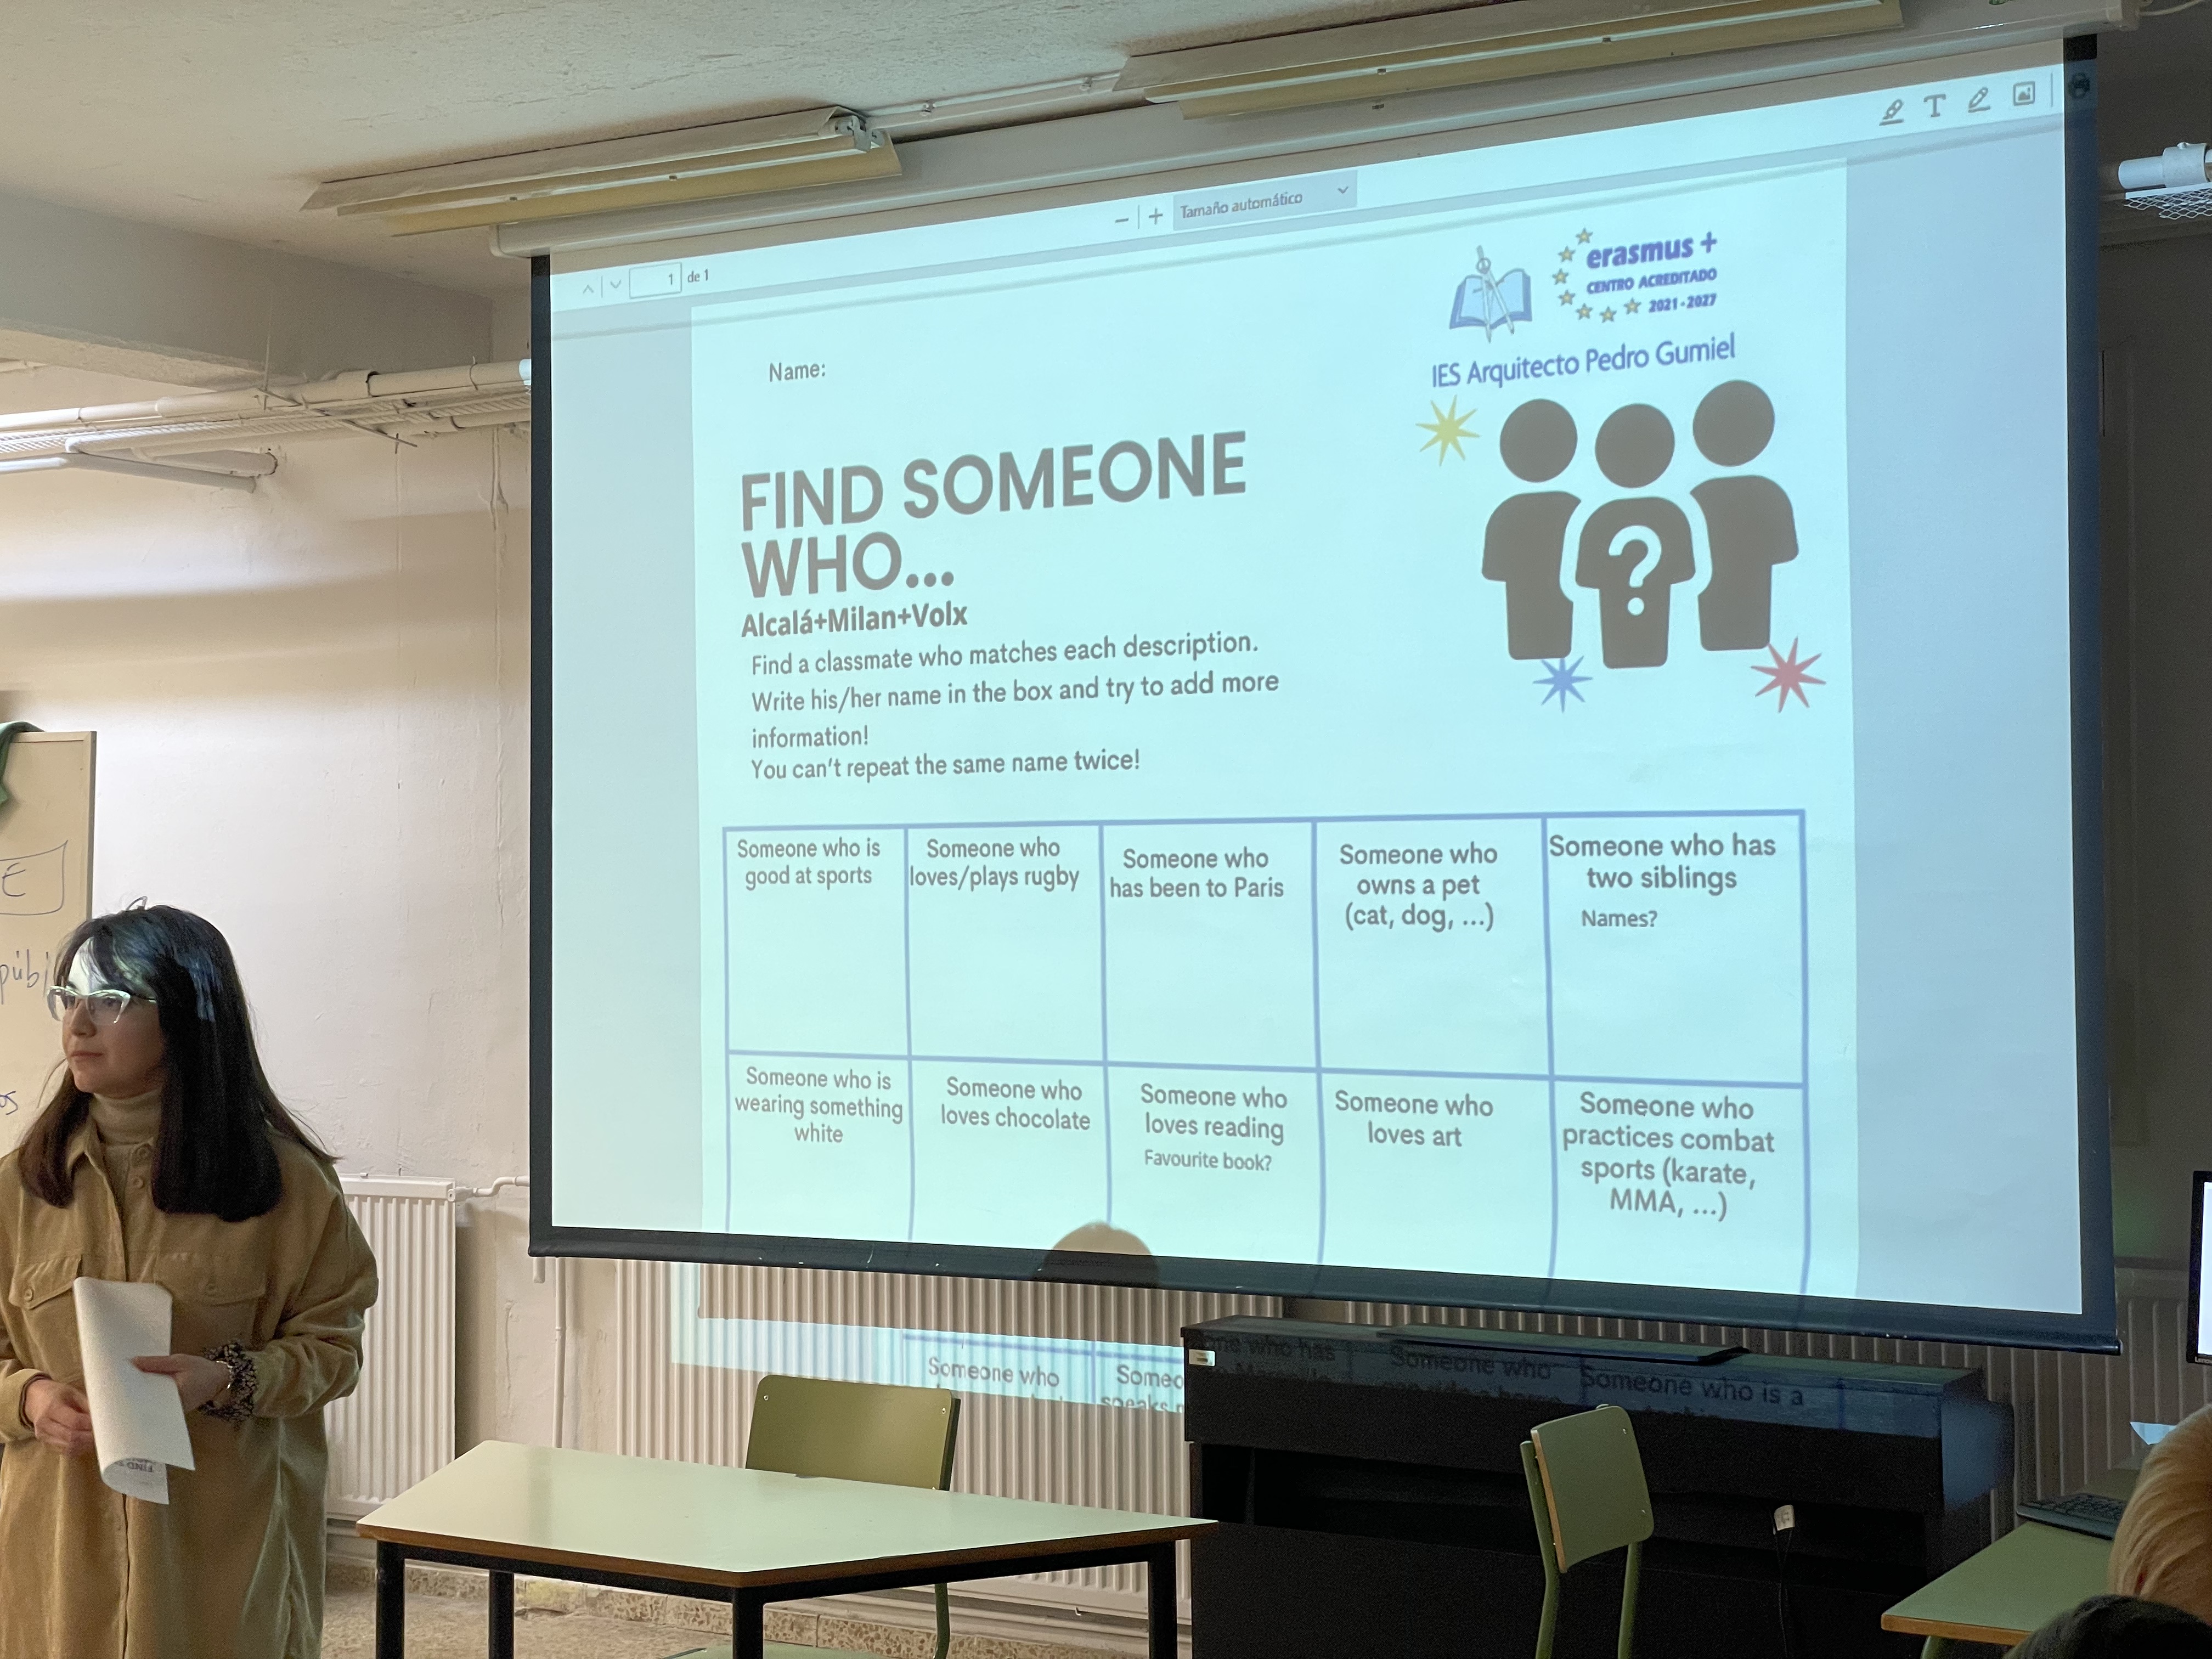 1 de 1
Tamaño automático
T
erasmus +
CENTRO ACREDITADO
2021-2027
IES Arquitecto Pedro Gumiel
Name:
FIND SOMEONE
WHO...
Alcalá+Milan+Volx
Find a classmate who matches each description.
Write his/her name in the box and try to add more
information!
You can't repeat the same name twice!
?
Someone who is
good at sports
Someone who
loves/plays rugby
Someone who
has been to Paris
Someone who
owns a pet
(cat, dog, ...)
Someone who has
two siblings
Names?
Someone who is
wearing something
white
Someone who
loves chocolate
Someone who
loves reading
Favourite book?
Someone who
loves art
Someone who
practices combat
sports (karate,
MMA, ...)
Someone who
Someone who
Someone who is a
who has
E
FIND